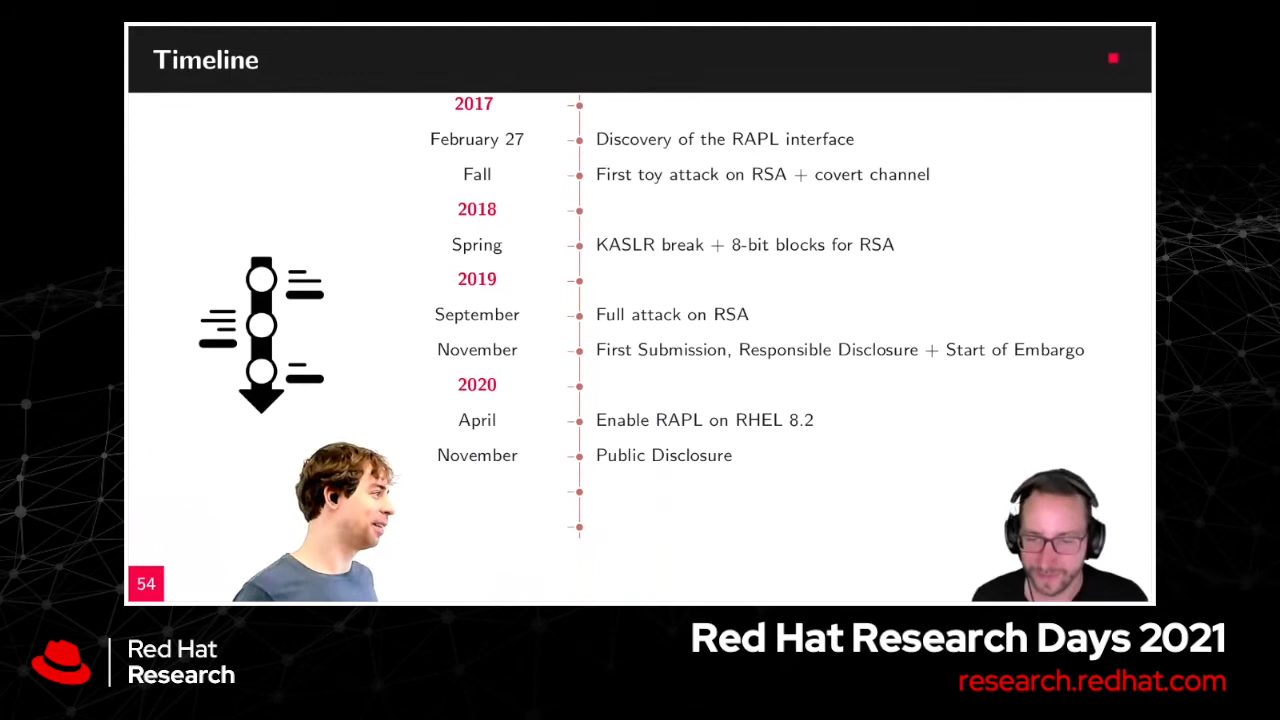 Timeline
2017
February 27 Discovery of the RAPL interface
Fall First toy attack on RSA + covert channel
2018
Spring KASLR break + 8-bit blocks for RSA
2019
September Full attack on RSA
November First Submission, Responsible Disclosure + Start of Embargo
2020
April Enable RAPL on RHEL 8.2
November Public Disclosure
54
Red Hat
Research
Red Hat Research Days 2021
research.redhat.com